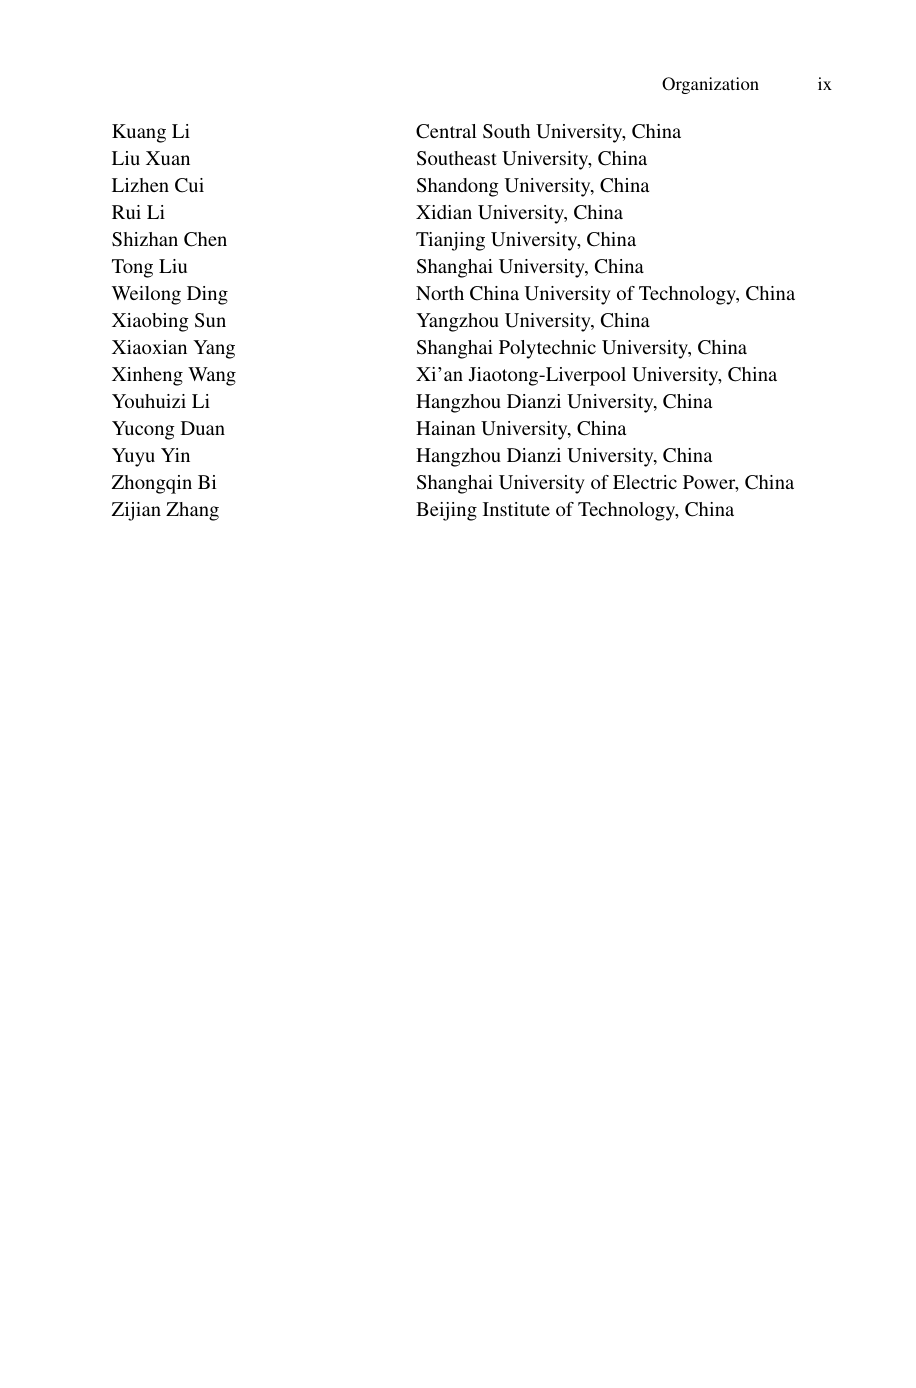 Organization ix
Kuang Li Central South University, China
Liu Xuan Southeast University, China
Lizhen Cui Shandong University, China
Rui Li Xidian University, China
Shizhan Chen Tianjing University, China
Tong Liu Shanghai University, China
Weilong Ding North China University of Technology, China
Xiaobing Sun Yangzhou University, China
Xiaoxian Yang Shanghai Polytechnic University, China
Xinheng Wang Xi’an Jiaotong-Liverpool University, China
Youhuizi Li Hangzhou Dianzi University, China
Yucong Duan Hainan University, China
Yuyu Yin Hangzhou Dianzi University, China
Zhongqin Bi Shanghai University of Electric Power, China
Zijian Zhang Beijing Institute of Technology, China